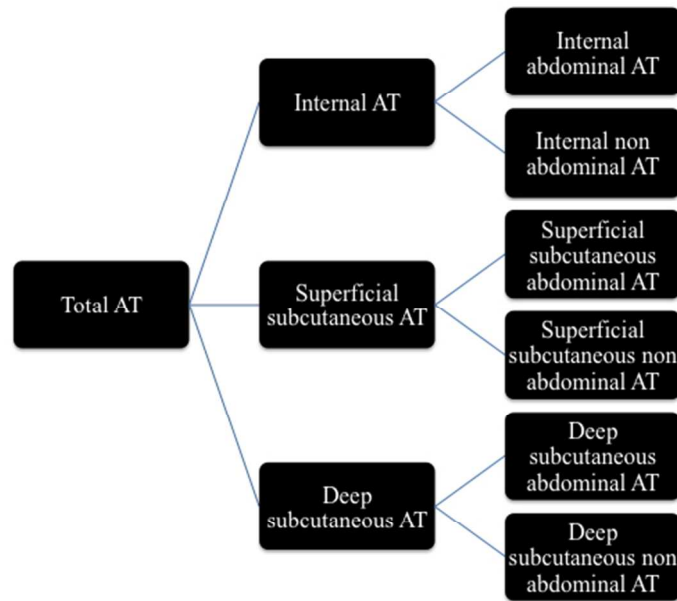 Internal
abdominal AT
Internal AT
Internal non
abdominal AT
Superficial
subcutaneous
abdominal AT
Total AT
Superficial
subcutaneous AT
Superficial
subcutaneous non
abdominal AT
Deep
subcutaneous
abdominal AT
Deep
subcutaneous AT
Deep
subcutaneous non
abdominal AT